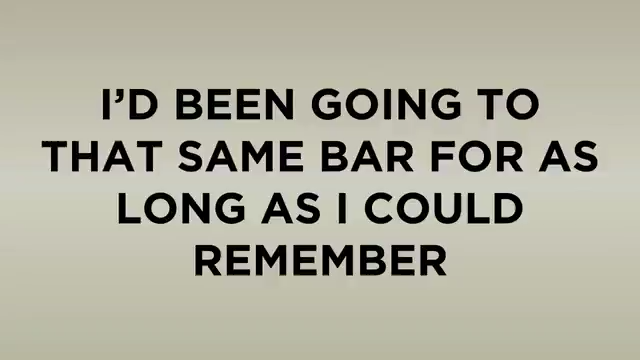 I’D BEEN GOING TO
THAT SAME BAR FOR AS
LONG AS I COULD
REMEMBER